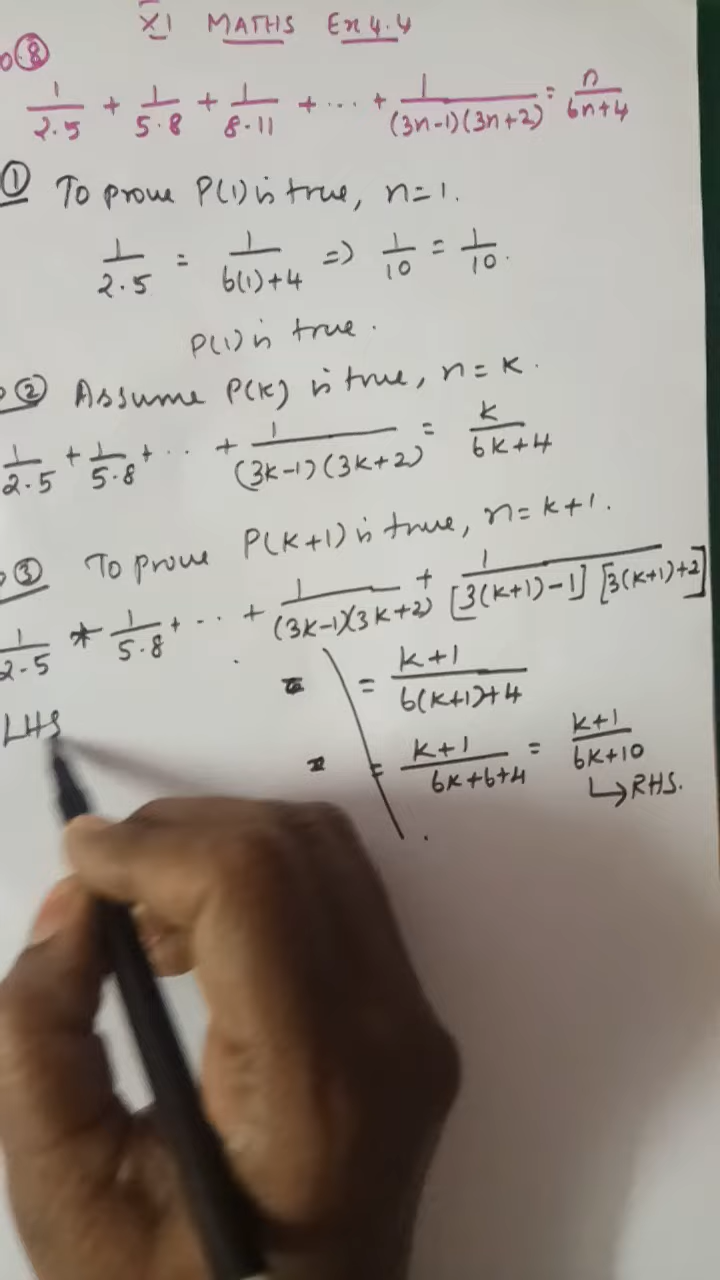 XI MATHS Ex 4.4
8
1/2.5 + 1/5.8 + 1/8.11 + ... + 1/(3n-1)(3n+2) = n/6n+4
① To prove P(1) is true, n=1.
1/2.5 = 1/6(1)+4 => 1/10 = 1/10.
P(1) is true.
② Assume P(k) is true, n=k.
1/2.5 + 1/5.8 + .. + 1/(3k-1)(3k+2) = k/6k+4
③ To prove P(k+1) is true, n=k+1.
1/2.5 + 1/5.8 + .. + 1/(3k-1)(3k+2) + 1/[3(k+1)-1][3(k+1)+2]
= k+1/6(k+1)+4
= k+1/6k+6+4 = k+1/6k+10
↳RHS.
LHS